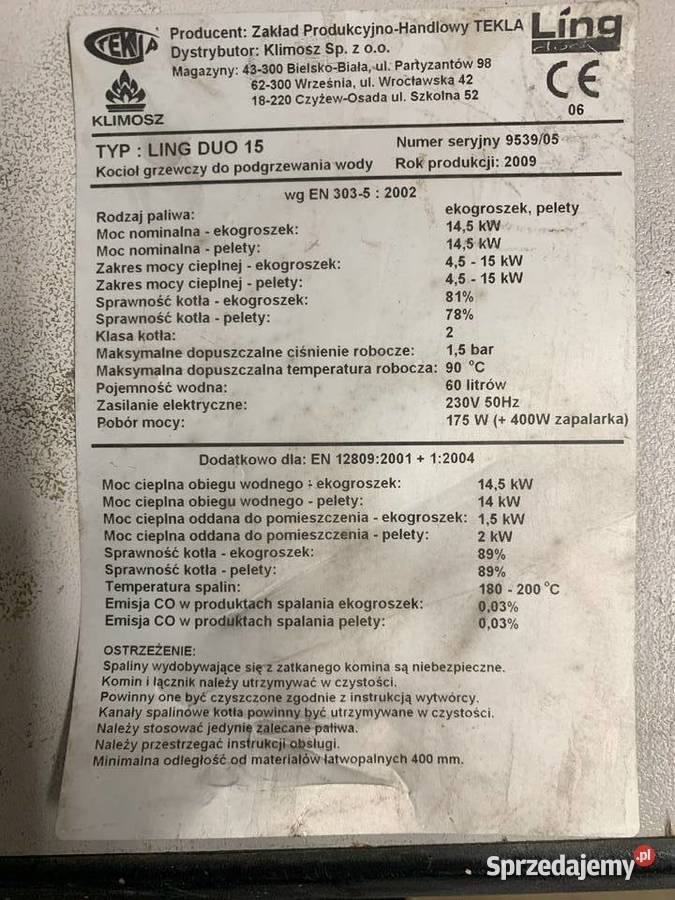 TEKLA
Producent: Zakład Produkcyjno-Handlowy TEKLA
Dystrybutor: Klimosz Sp. z o.o.
Magazyny: 43-300 Bielsko-Biała, ul. Partyzantów 98
62-300 Września, ul. Wrocławska 42
18-220 Czyżew-Osada ul. Szkolna 52
Ling
CE
06
KLIMOSZ
TYP : LING DUO 15
Numer seryjny 9539/05
Kocioł grzewczy do podgrzewania wody
Rok produkcji: 2009
wg EN 303-5 : 2002
Rodzaj paliwa: ekogroszek, pelety
Moc nominalna - ekogroszek: 14,5 kW
Moc nominalna - pelety: 14,5 kW
Zakres mocy cieplnej - ekogroszek: 4,5 - 15 kW
Zakres mocy cieplnej - pelety: 4,5 - 15 kW
Sprawność kotła - ekogroszek: 81%
Sprawność kotła - pelety: 78%
Klasa kotła: 2
Maksymalne dopuszczalne ciśnienie robocze: 1,5 bar
Maksymalna dopuszczalna temperatura robocza: 90 °C
Pojemność wodna: 60 litrów
Zasilanie elektryczne: 230V 50Hz
Pobór mocy: 175 W (+ 400W zapalarka)
Dodatkowo dla: EN 12809:2001 + 1:2004
Moc cieplna obiegu wodnego - ekogroszek: 14,5 kW
Moc cieplna obiegu wodnego - pelety: 14 kW
Moc cieplna oddana do pomieszczenia - ekogroszek: 1,5 kW
Moc cieplna oddana do pomieszczenia - pelety: 2 kW
Sprawność kotła - ekogroszek: 89%
Sprawność kotła - pelety: 89%
Temperatura spalin: 180 - 200 °C
Emisja CO w produktach spalania ekogroszek: 0,03%
Emisja CO w produktach spalania pelety: 0,03%
OSTRZEŻENIE:
Spaliny wydobywające się z zatkanego komina są niebezpieczne.
Komin i łącznik należy utrzymywać w czystości.
Powinny one być czyszczone zgodnie z instrukcją wytwórcy.
Kanały spalinowe kotła powinny być utrzymywane w czystości.
Należy stosować jedynie zalecane paliwa.
Należy przestrzegać instrukcji obsługi.
Minimalna odległość od materiałów łatwopalnych 400 mm.
Sprzedajemy.pl